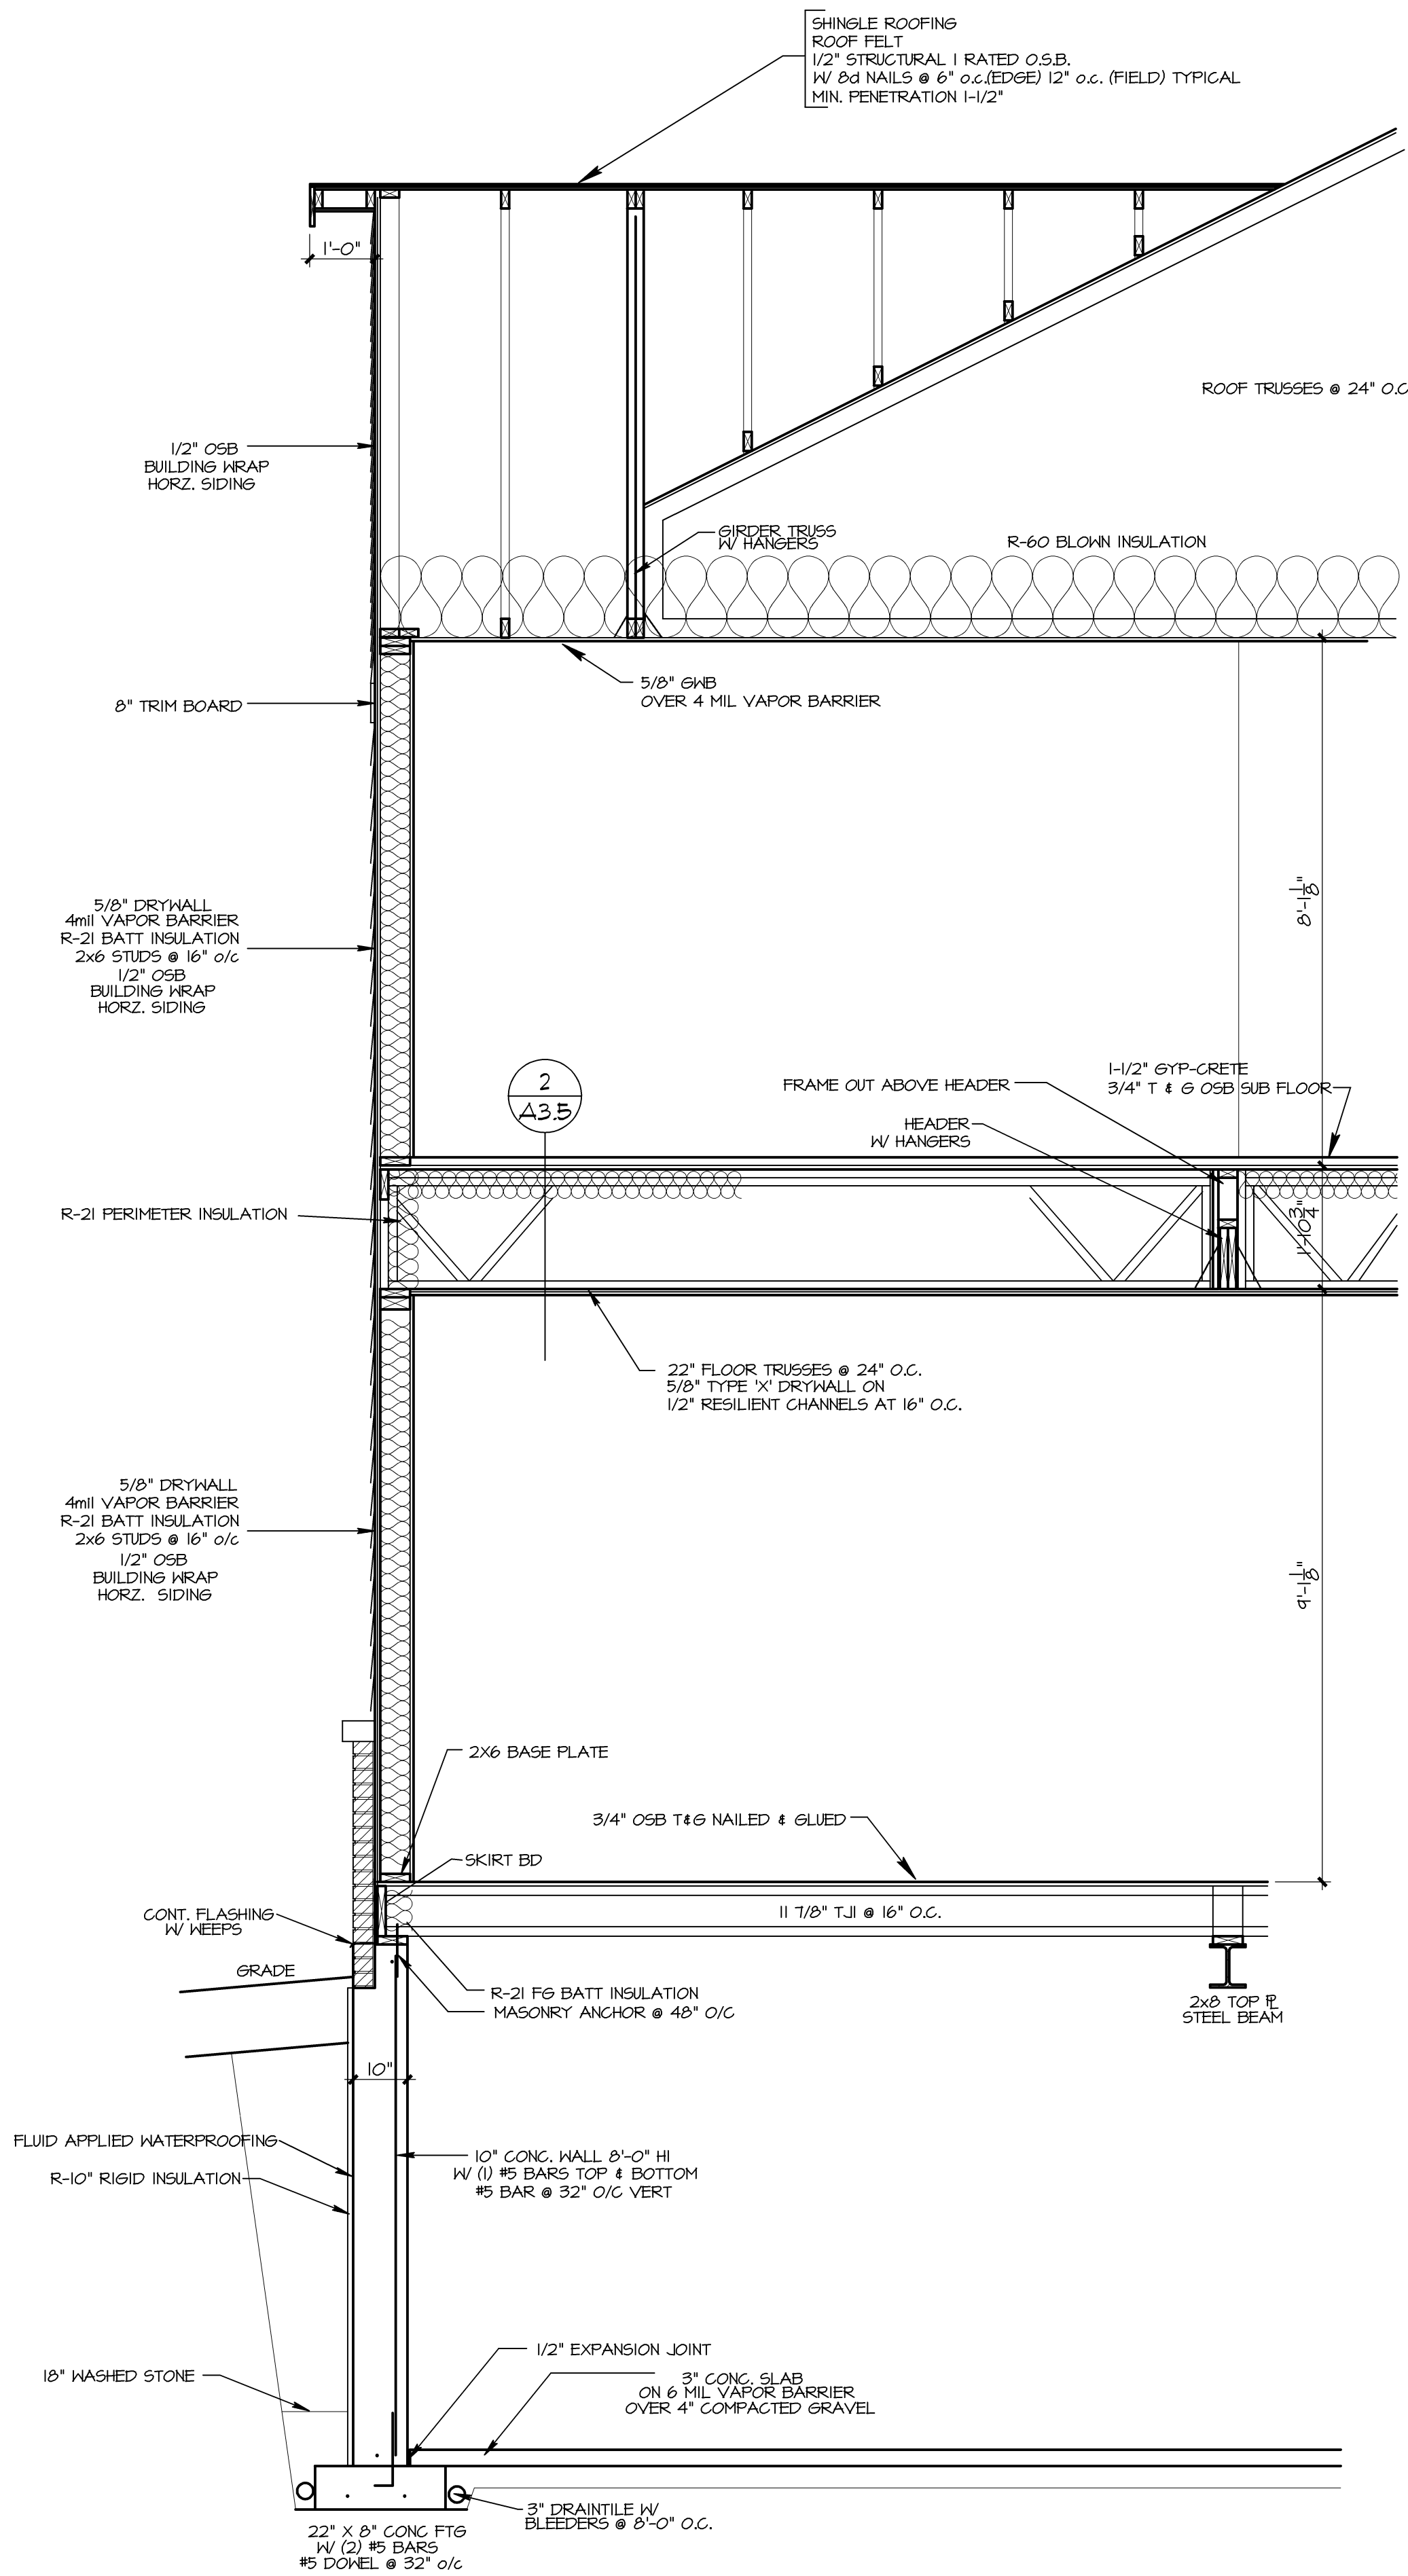 SHINGLE ROOFING
ROOF FELT
1/2" STRUCTURAL 1 RATED O.S.B.
W/ 8d NAILS @ 6" o.c.(EDGE) 12" o.c. (FIELD) TYPICAL
MIN. PENETRATION 1-1/2"
1'-0"
ROOF TRUSSES @ 24" O.C
1/2" OSB
BUILDING WRAP
HORZ. SIDING
GIRDER TRUSS
W/ HANGERS
R-60 BLOWN INSULATION
5/8" GWB
OVER 4 MIL VAPOR BARRIER
8" TRIM BOARD
8'-1 1/8"
5/8" DRYWALL
4mil VAPOR BARRIER
R-21 BATT INSULATION
2x6 STUDS @ 16" o/c
1/2" OSB
BUILDING WRAP
HORZ. SIDING
2
A3.5
FRAME OUT ABOVE HEADER
1-1/2" GYP-CRETE
3/4" T & G OSB SUB FLOOR
HEADER
W/ HANGERS
R-21 PERIMETER INSULATION
1'-10 3/4"
22" FLOOR TRUSSES @ 24" O.C.
5/8" TYPE 'X' DRYWALL ON
1/2" RESILIENT CHANNELS AT 16" O.C.
5/8" DRYWALL
4mil VAPOR BARRIER
R-21 BATT INSULATION
2x6 STUDS @ 16" o/c
1/2" OSB
BUILDING WRAP
HORZ. SIDING
9'-1 1/8"
2X6 BASE PLATE
3/4" OSB T&G NAILED & GLUED
SKIRT BD
CONT. FLASHING
W/ WEEPS
11 7/8" TJI @ 16" O.C.
GRADE
R-21 FG BATT INSULATION
MASONRY ANCHOR @ 48" O/C
2x8 TOP PL
STEEL BEAM
10"
FLUID APPLIED WATERPROOFING
R-10" RIGID INSULATION
10" CONC. WALL 8'-0" HI
W/ (1) #5 BARS TOP & BOTTOM
#5 BAR @ 32" O/C VERT
18" WASHED STONE
1/2" EXPANSION JOINT
3" CONC. SLAB
ON 6 MIL VAPOR BARRIER
OVER 4" COMPACTED GRAVEL
3" DRAINTILE W/
BLEEDERS @ 8'-0" O.C.
22" X 8" CONC FTG
W/ (2) #5 BARS
#5 DOWEL @ 32" o/c